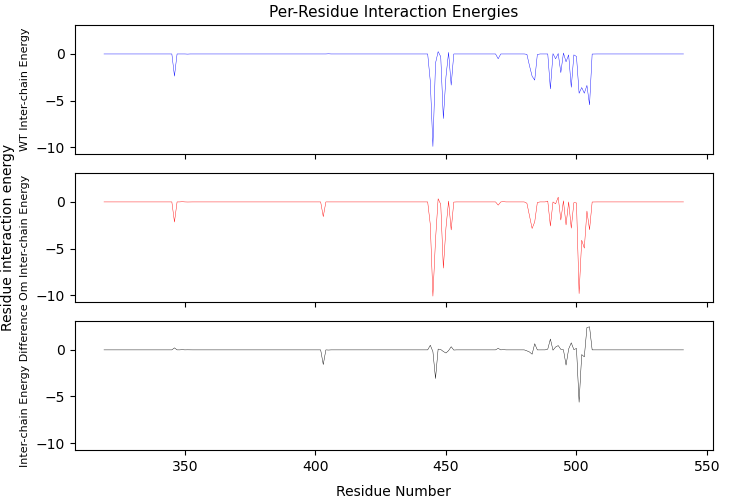 Per-Residue Interaction Energies
Residue interaction energy
WT Inter-chain Energy
0
−5
−10
Om Inter-chain Energy
0
−5
−10
Inter-chain Energy Difference
0
−5
−10
350
400
450
500
550
Residue Number